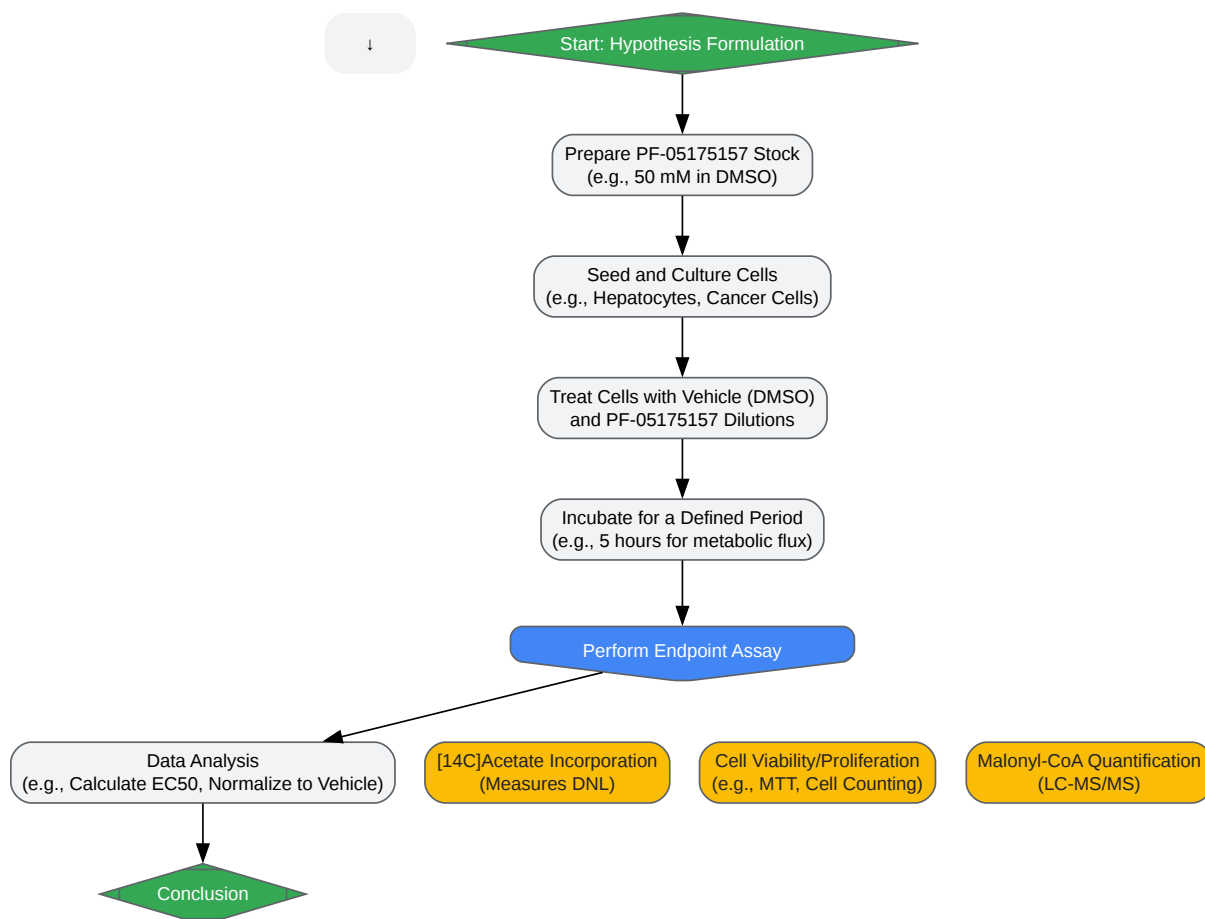 ↓
Start: Hypothesis Formulation
Prepare PF-05175157 Stock
(e.g., 50 mM in DMSO)
Seed and Culture Cells
(e.g., Hepatocytes, Cancer Cells)
Treat Cells with Vehicle (DMSO)
and PF-05175157 Dilutions
Incubate for a Defined Period
(e.g., 5 hours for metabolic flux)
Perform Endpoint Assay
Data Analysis
(e.g., Calculate EC50, Normalize to Vehicle)
[14C]Acetate Incorporation
(Measures DNL)
Cell Viability/Proliferation
(e.g., MTT, Cell Counting)
Malonyl-CoA Quantification
(LC-MS/MS)
Conclusion